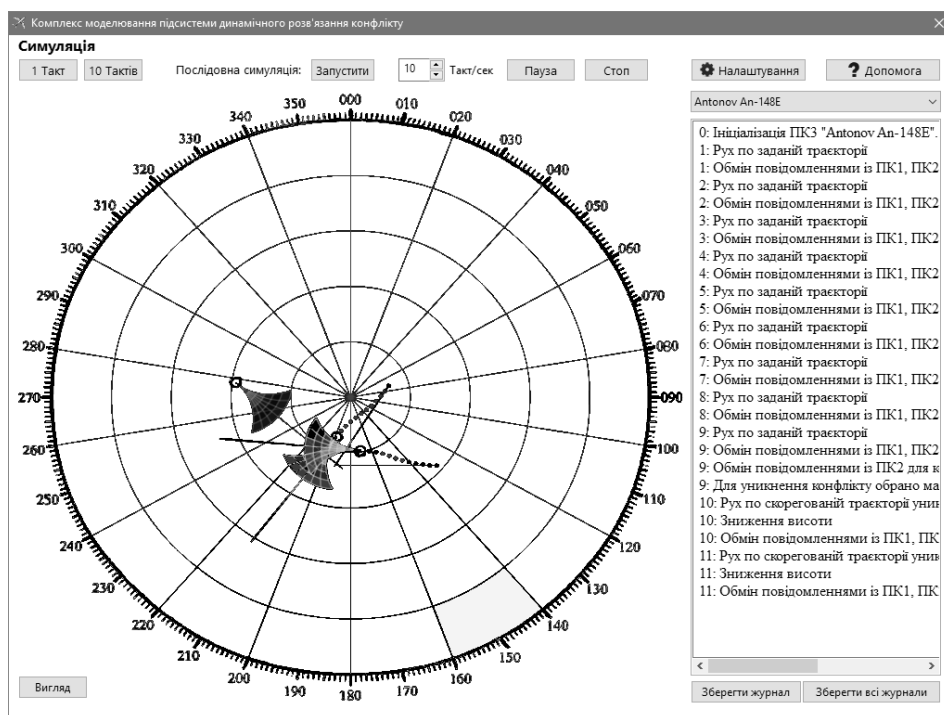 Комплекс моделювання підсистеми динамічного розв'язання конфлікту
Симуляція
1 Такт 10 Тактів Послідовна симуляція: Запустити 10 Такт/сек Пауза Стоп Налаштування ? Допомога
Antonov An-148E
0: Ініціалізація ПК3 "Antonov An-148E".
1: Рух по заданій траєкторії
1: Обмін повідомленнями із ПК1, ПК2
2: Рух по заданій траєкторії
2: Обмін повідомленнями із ПК1, ПК2
3: Рух по заданій траєкторії
3: Обмін повідомленнями із ПК1, ПК2
4: Рух по заданій траєкторії
4: Обмін повідомленнями із ПК1, ПК2
5: Рух по заданій траєкторії
5: Обмін повідомленнями із ПК1, ПК2
6: Рух по заданій траєкторії
6: Обмін повідомленнями із ПК1, ПК2
7: Рух по заданій траєкторії
7: Обмін повідомленнями із ПК1, ПК2
8: Рух по заданій траєкторії
8: Обмін повідомленнями із ПК1, ПК2
9: Рух по заданій траєкторії
9: Обмін повідомленнями із ПК1, ПК2
9: Обмін повідомленнями із ПК2 для к
9: Для уникнення конфлікту обрано ма
10: Рух по скорегованій траєкторії уник
10: Зниження висоти
10: Обмін повідомленнями із ПК1, ПК
11: Рух по скорегованій траєкторії уник
11: Зниження висоти
11: Обмін повідомленнями із ПК1, ПК
000
010
020
030
040
050
060
070
080
090
100
110
120
130
140
150
160
170
180
190
200
210
220
230
240
250
260
270
280
290
300
310
320
330
340
350
Вигляд
Зберегти журнал Зберегти всі журнали